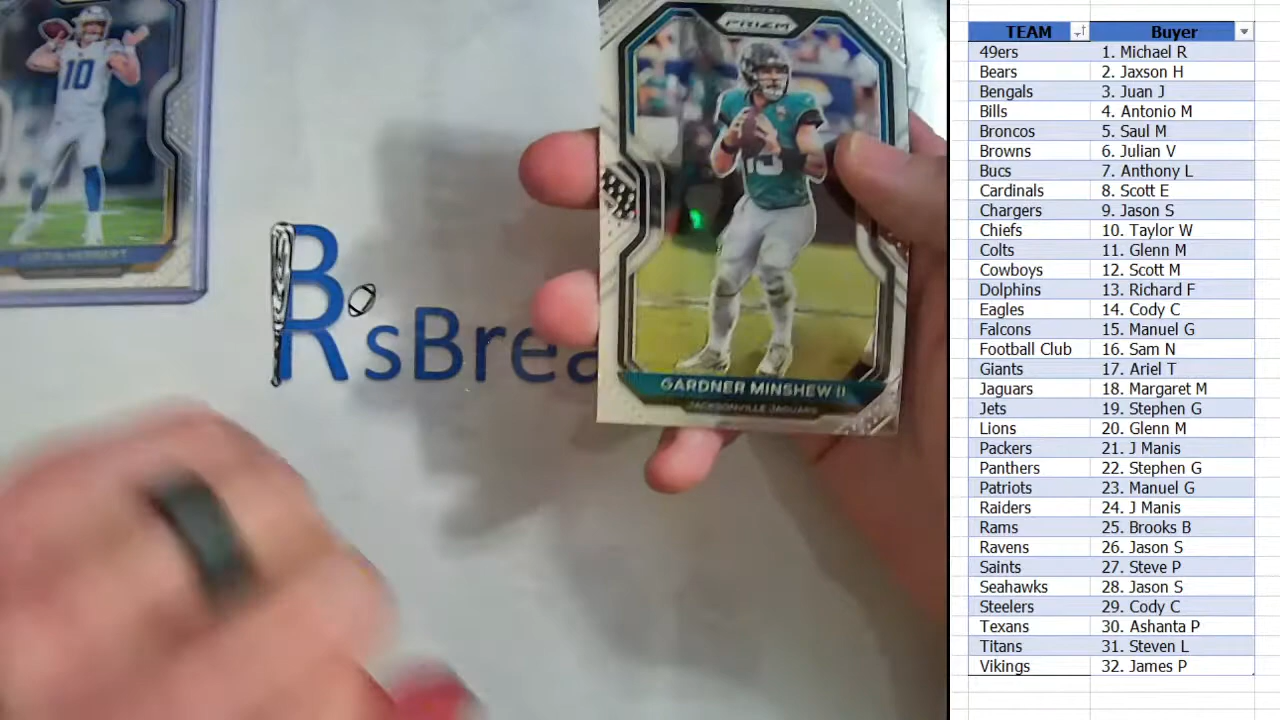 10
JUSTIN HERBERT
PRIZM
15
GARDNER MINSHEW II
JACKSONVILLE JAGUARS
BRsBrea
TEAM Buyer
49ers 1. Michael R
Bears 2. Jaxson H
Bengals 3. Juan J
Bills 4. Antonio M
Broncos 5. Saul M
Browns 6. Julian V
Bucs 7. Anthony L
Cardinals 8. Scott E
Chargers 9. Jason S
Chiefs 10. Taylor W
Colts 11. Glenn M
Cowboys 12. Scott M
Dolphins 13. Richard F
Eagles 14. Cody C
Falcons 15. Manuel G
Football Club 16. Sam N
Giants 17. Ariel T
Jaguars 18. Margaret M
Jets 19. Stephen G
Lions 20. Glenn M
Packers 21. J Manis
Panthers 22. Stephen G
Patriots 23. Manuel G
Raiders 24. J Manis
Rams 25. Brooks B
Ravens 26. Jason S
Saints 27. Steve P
Seahawks 28. Jason S
Steelers 29. Cody C
Texans 30. Ashanta P
Titans 31. Steven L
Vikings 32. James P